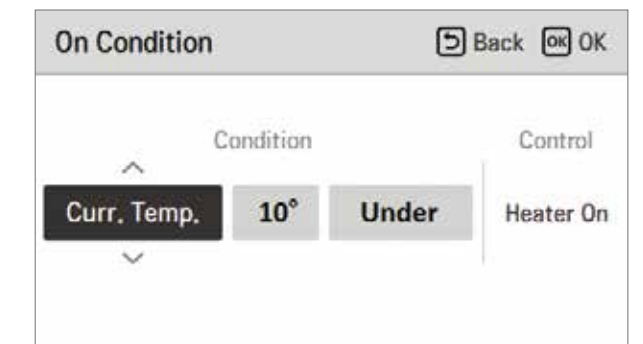 On Condition Back OK OK
Condition Control
Curr. Temp. 10° Under Heater On